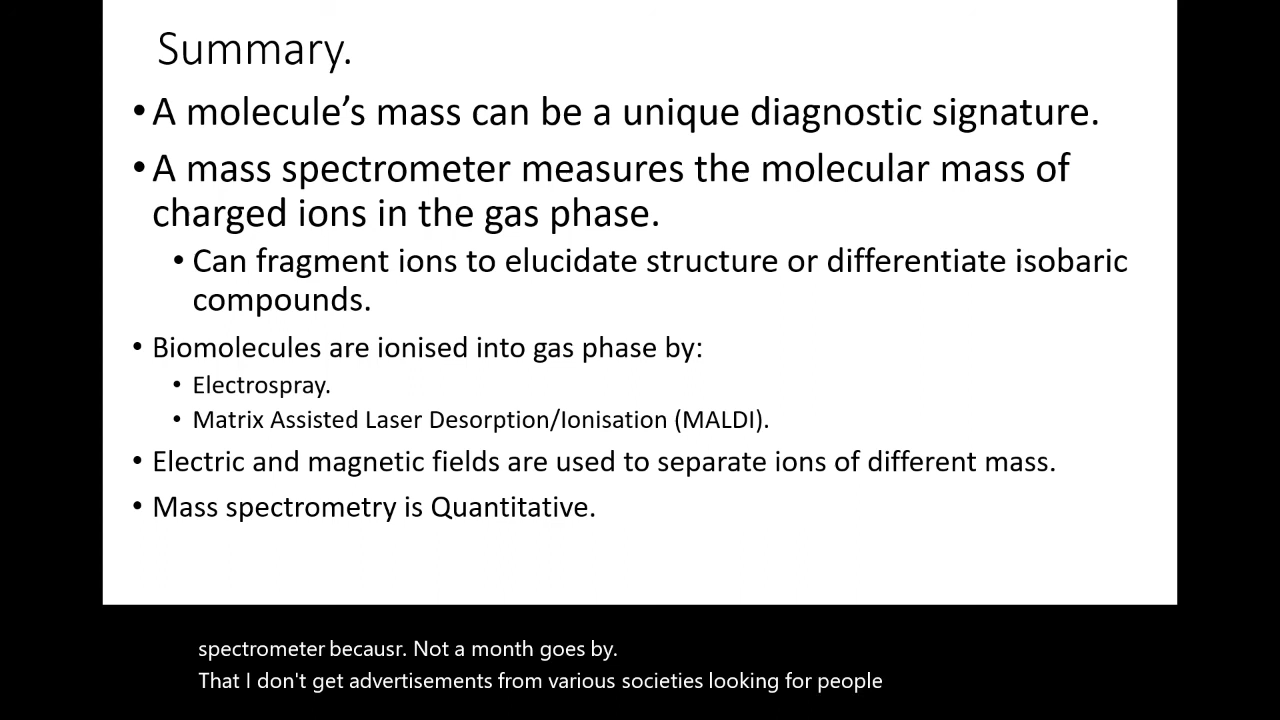 Summary.
• A molecule’s mass can be a unique diagnostic signature.
• A mass spectrometer measures the molecular mass of
charged ions in the gas phase.
• Can fragment ions to elucidate structure or differentiate isobaric
compounds.
• Biomolecules are ionised into gas phase by:
• Electrospray.
• Matrix Assisted Laser Desorption/Ionisation (MALDI).
• Electric and magnetic fields are used to separate ions of different mass.
• Mass spectrometry is Quantitative.
spectrometer becausr. Not a month goes by.
That I don't get advertisements from various societies looking for people